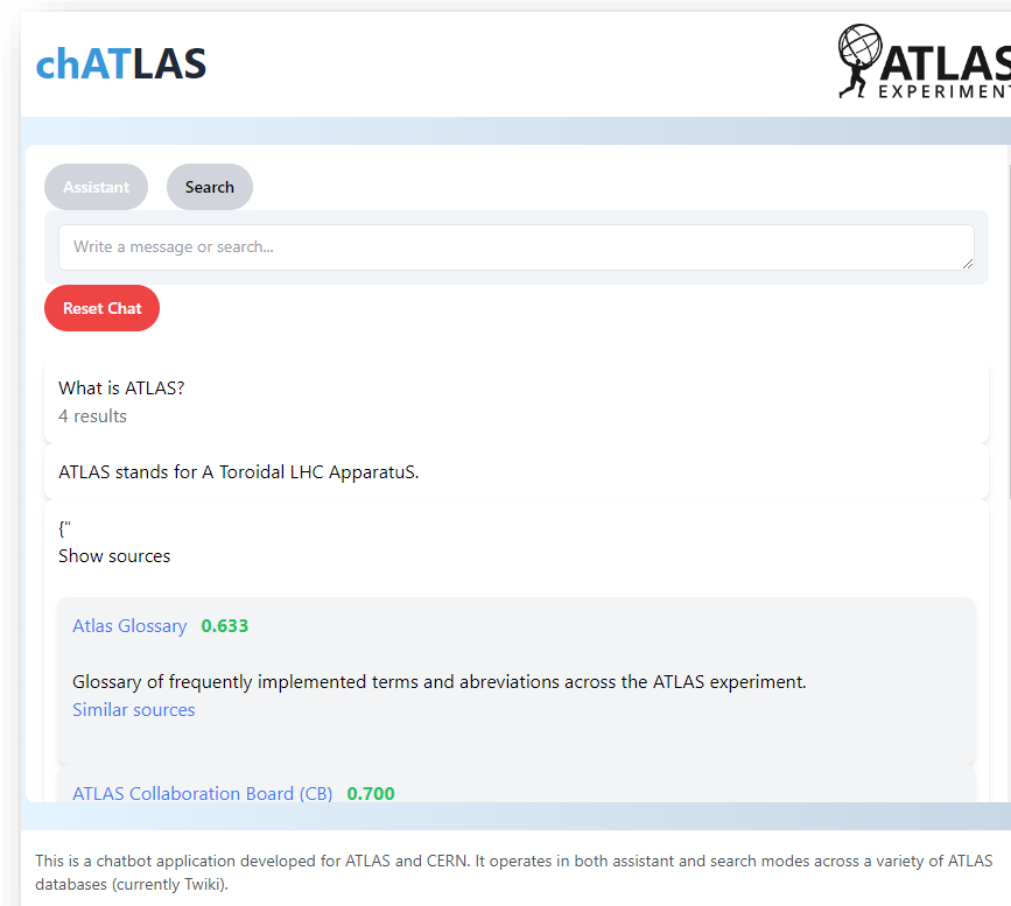 chATLAS
ATLAS
EXPERIMENT
Assistant
Search
Write a message or search...
Reset Chat
What is ATLAS?
4 results
ATLAS stands for A Toroidal LHC ApparatuS.
{"
Show sources
Atlas Glossary 0.633
Glossary of frequently implemented terms and abreviations across the ATLAS experiment.
Similar sources
ATLAS Collaboration Board (CB) 0.700
This is a chatbot application developed for ATLAS and CERN. It operates in both assistant and search modes across a variety of ATLAS
databases (currently Twiki).